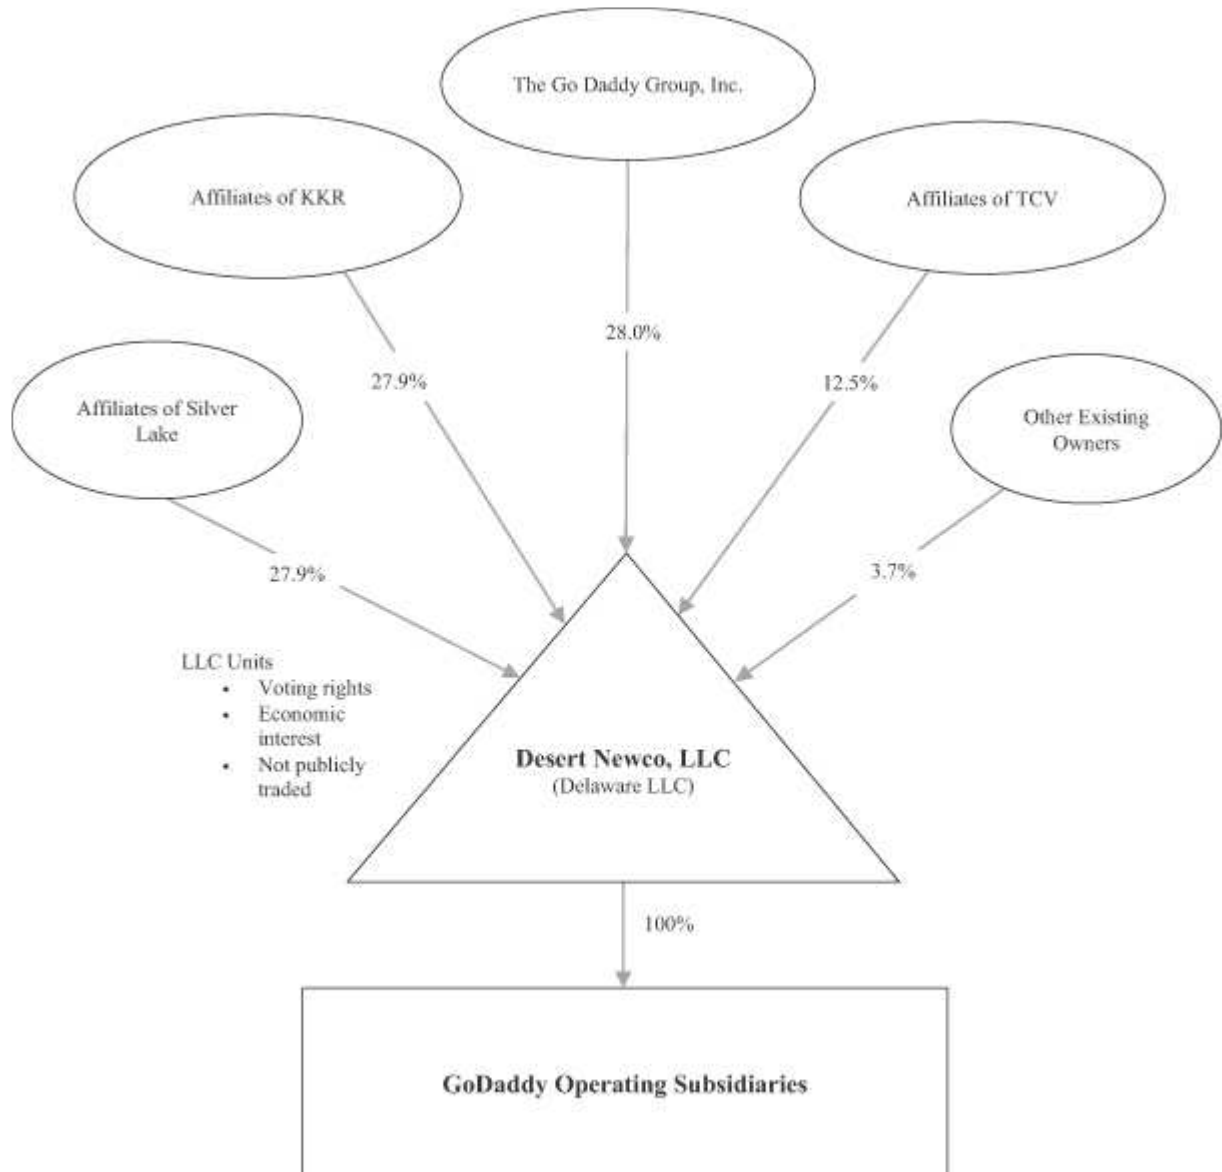 The Go Daddy Group, Inc.
Affiliates of KKR
Affiliates of TCV
28.0%
27.9%
12.5%
Affiliates of Silver
Lake
Other Existing
Owners
27.9%
3.7%
LLC Units
• Voting rights
• Economic
interest
• Not publicly
traded
Desert Newco, LLC
(Delaware LLC)
100%
GoDaddy Operating Subsidiaries